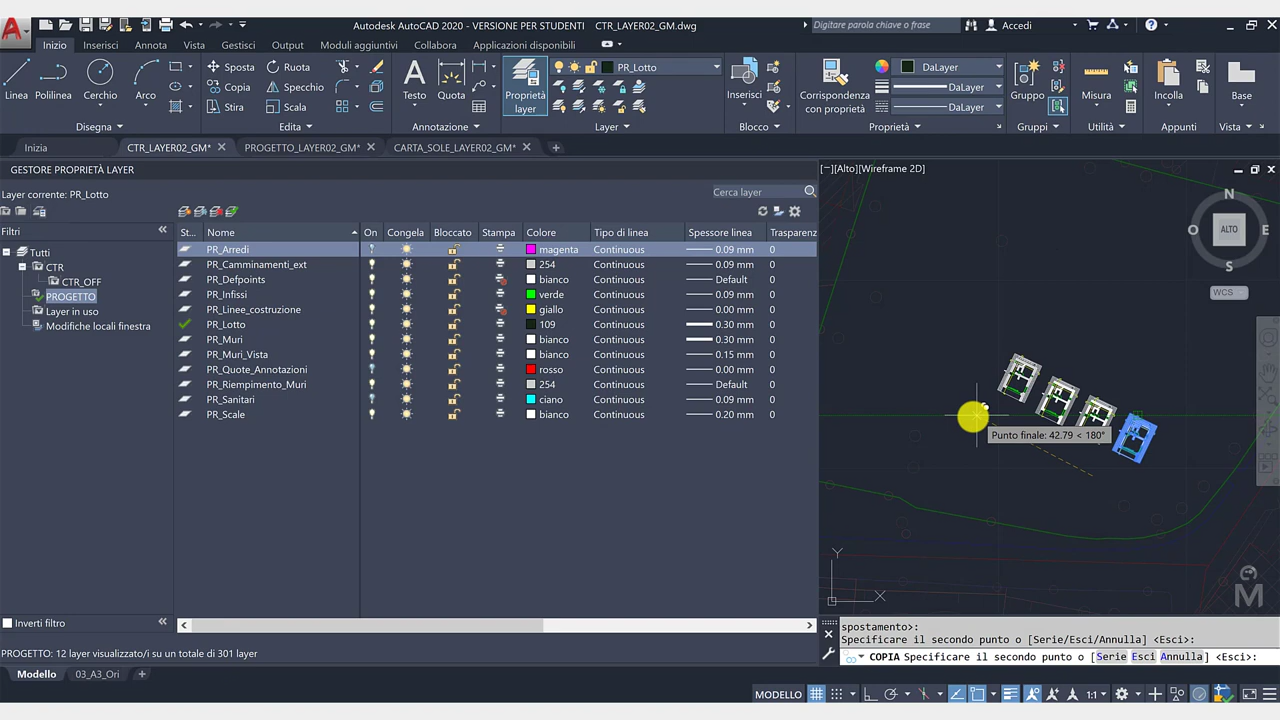 Autodesk AutoCAD 2020 - VERSIONE PER STUDENTI CTR_LAYER02_GM.dwg
Digitare parola chiave o frase
Accedi
Inizio Inserisci Annota Vista Gestisci Output Moduli aggiuntivi Collabora Applicazioni disponibili
Linea
Polilinea
Cerchio
Arco
Sposta
Copia
Stira
Ruota
Specchio
Scala
Testo
Quota
Proprietà
layer
PR_Lotto
Inserisci
Corrispondenza
con proprietà
DaLayer
DaLayer
DaLayer
Gruppo
Misura
Incolla
Base
Disegna
Edita
Annotazione
Layer
Blocco
Proprietà
Gruppi
Utilità
Appunti
Vista
Inizia
CTR_LAYER02_GM*
PROGETTO_LAYER02_GM*
CARTA_SOLE_LAYER02_GM*
GESTORE PROPRIETÀ LAYER
Layer corrente: PR_Lotto
Cerca layer
Filtri
Tutti
CTR
CTR_OFF
PROGETTO
Layer in uso
Modifiche locali finestra
St... Nome On Congela Bloccato Stampa Colore Tipo di linea Spessore linea Trasparenz
PR_Arredi magenta Continuous 0.09 mm 0
PR_Camminamenti_ext 254 Continuous 0.09 mm 0
PR_Defpoints bianco Continuous Default 0
PR_Infissi verde Continuous 0.09 mm 0
PR_Linee_costruzione giallo Continuous 0.00 mm 0
PR_Lotto 109 Continuous 0.30 mm 0
PR_Muri bianco Continuous 0.30 mm 0
PR_Muri_Vista bianco Continuous 0.15 mm 0
PR_Quote_Annotazioni rosso Continuous 0.00 mm 0
PR_Riempimento_Muri 254 Continuous Default 0
PR_Sanitari ciano Continuous 0.09 mm 0
PR_Scale bianco Continuous 0.20 mm 0
Inverti filtro
PROGETTO: 12 layer visualizzato/i su un totale di 301 layer
[−][Alto][Wireframe 2D]
N
O
ALTO
E
S
WCS
Punto finale: 42.79 < 180°
Y
X
M
spostamento>:
Specificare il secondo punto o [Serie/Esci/Annulla] <Esci>:
COPIA Specificare il secondo punto o [Serie Esci Annulla] <Esci>:
Modello
03_A3_Ori
MODELLO
1:1